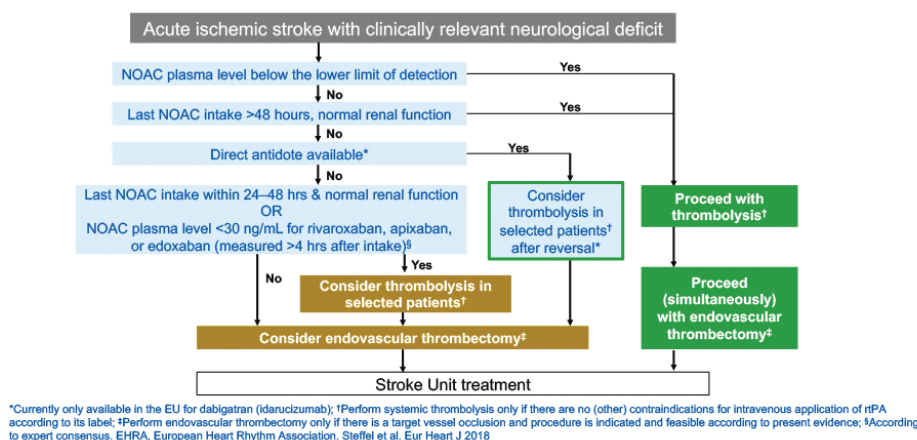 Acute ischemic stroke with clinically relevant neurological deficit
NOAC plasma level below the lower limit of detection
Yes
No
Last NOAC intake >48 hours, normal renal function
Yes
No
Direct antidote available*
Yes
No
Last NOAC intake within 24–48 hrs & normal renal function
OR
NOAC plasma level <30 ng/mL for rivaroxaban, apixaban,
or edoxaban (measured >4 hrs after intake)§
Consider
thrombolysis in
selected patients†
after reversal*
Proceed with
thrombolysis†
No
Yes
Consider thrombolysis in
selected patients†
Proceed
(simultaneously)
with endovascular
thrombectomy‡
Consider endovascular thrombectomy‡
Stroke Unit treatment
*Currently only available in the EU for dabigatran (idarucizumab); †Perform systemic thrombolysis only if there are no (other) contraindications for intravenous application of rtPA
according to its label; ‡Perform endovascular thrombectomy only if there is a target vessel occlusion and procedure is indicated and feasible according to present evidence; §According
to expert consensus. EHRA, European Heart Rhythm Association. Steffel et al. Eur Heart J 2018